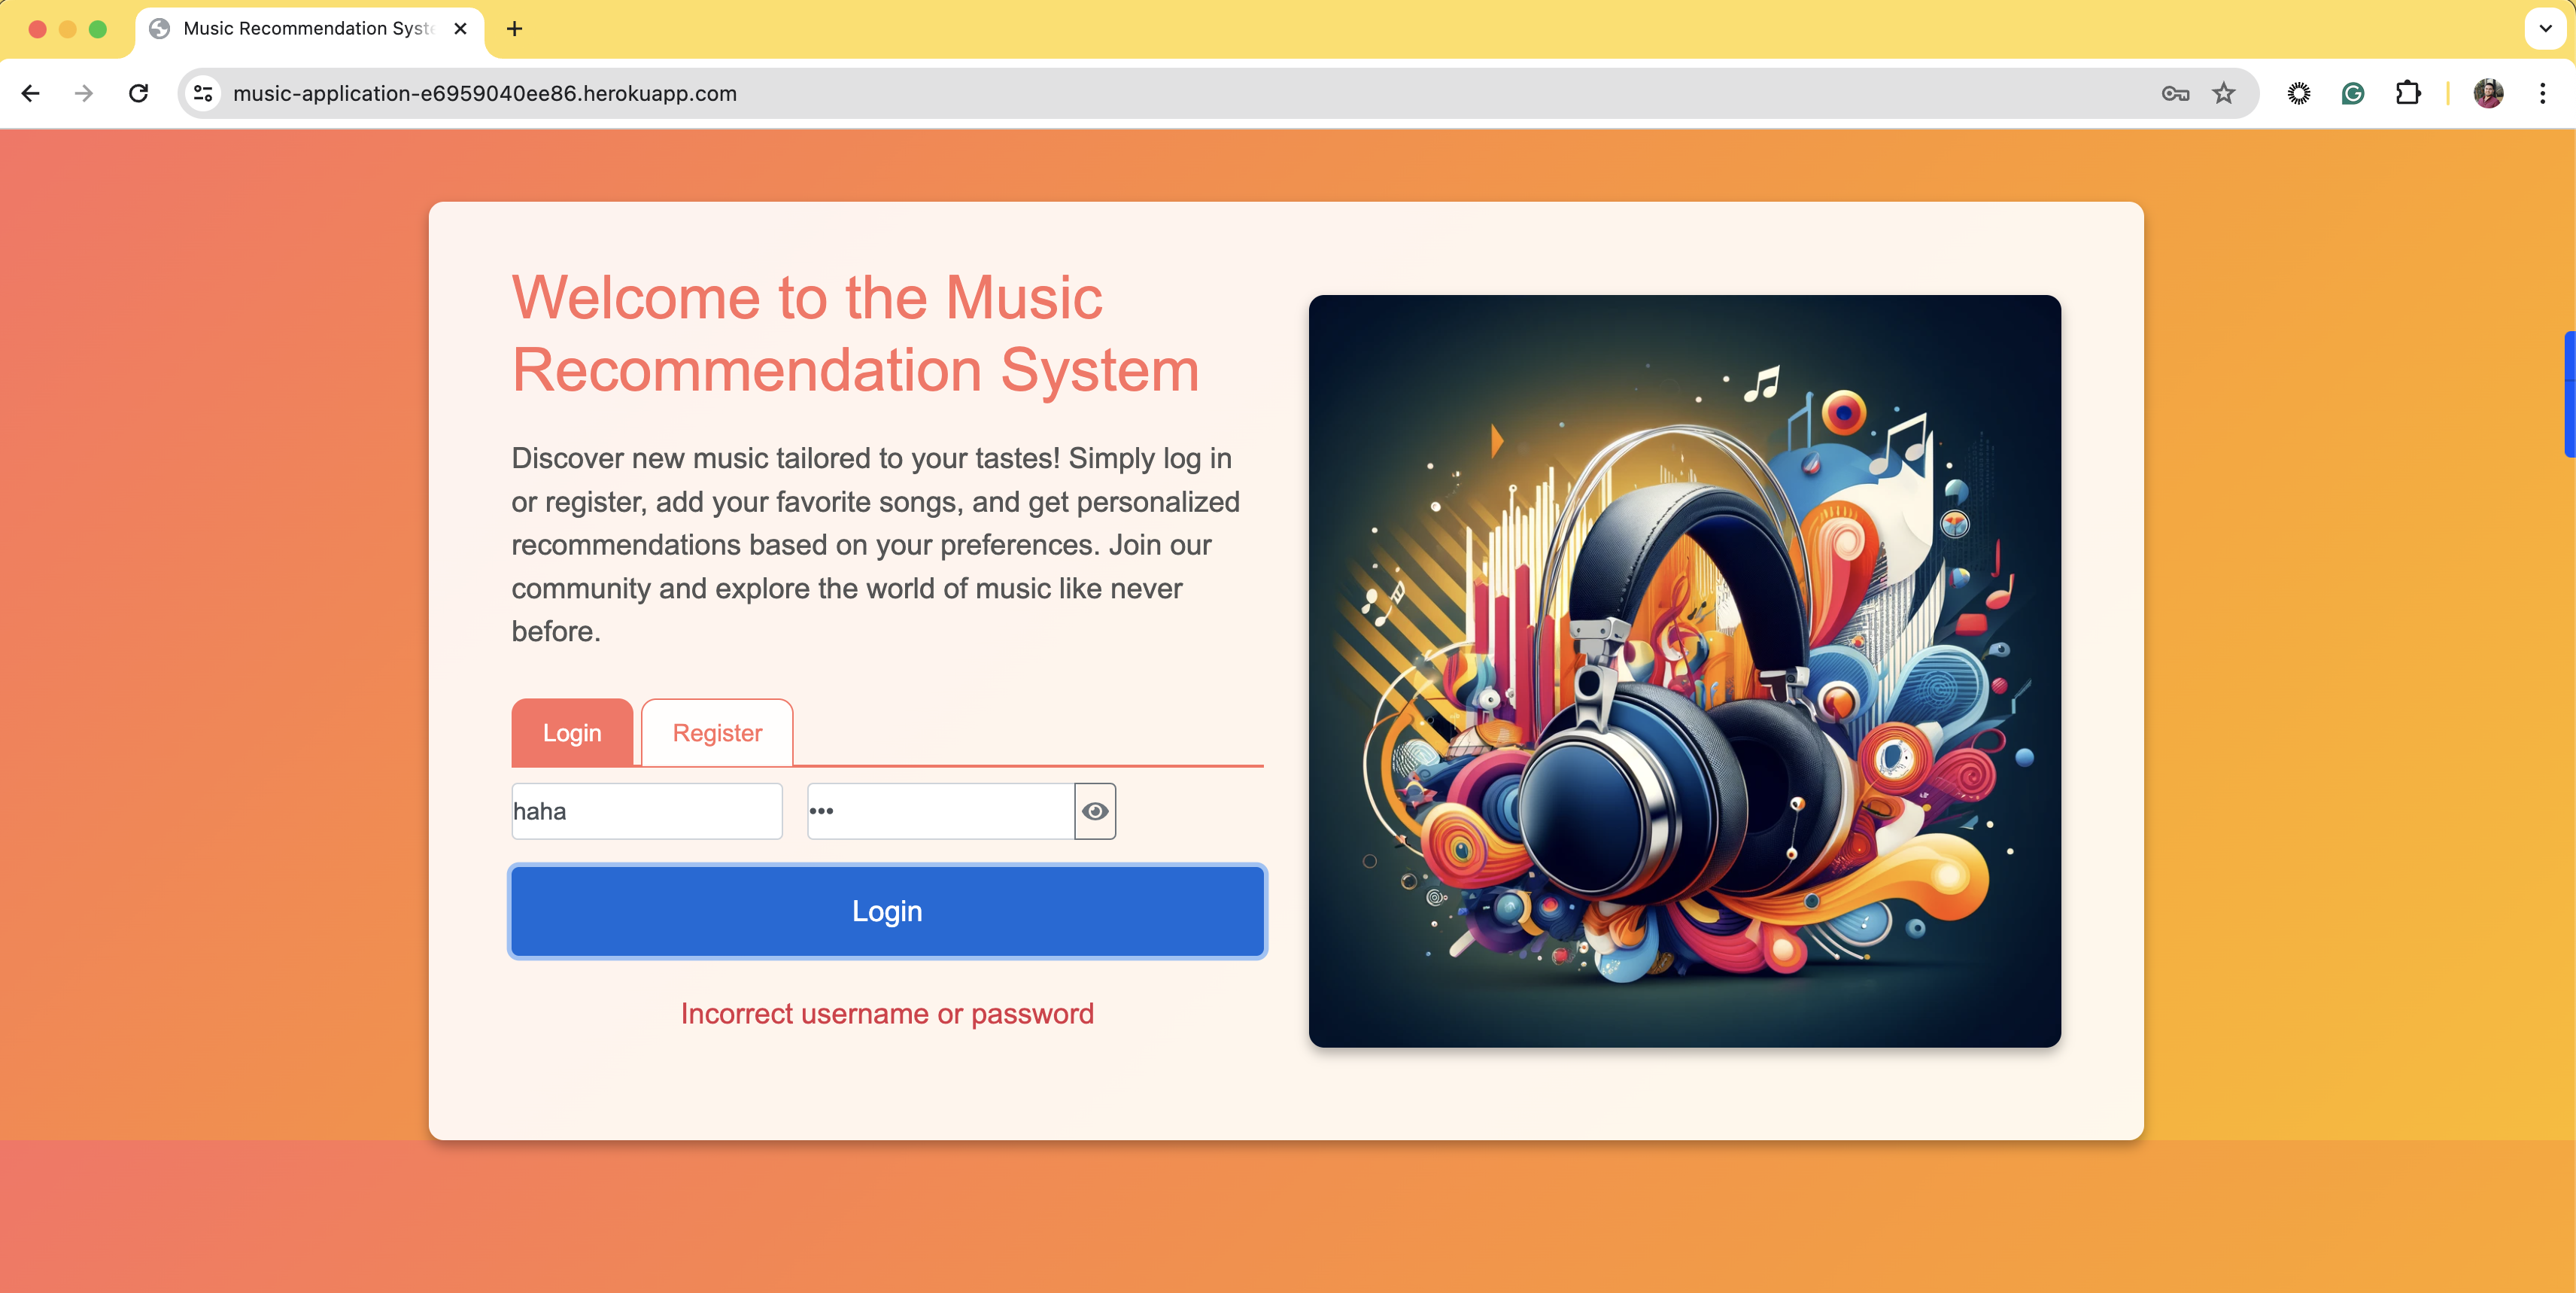 Music Recommendation Syst
music-application-e6959040ee86.herokuapp.com
Welcome to the Music
Recommendation System
Discover new music tailored to your tastes! Simply log in
or register, add your favorite songs, and get personalized
recommendations based on your preferences. Join our
community and explore the world of music like never
before.
Login
Register
haha
Login
Incorrect username or password